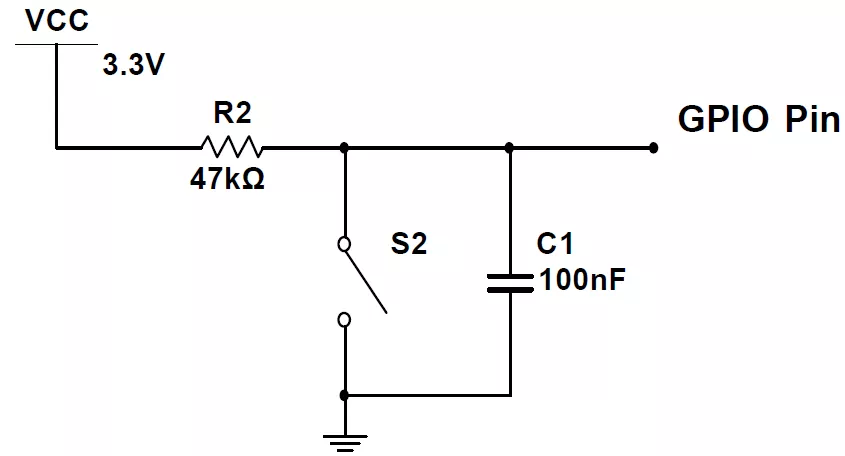 VCC
3.3V
R2
47kΩ
GPIO Pin
S2
C1
100nF